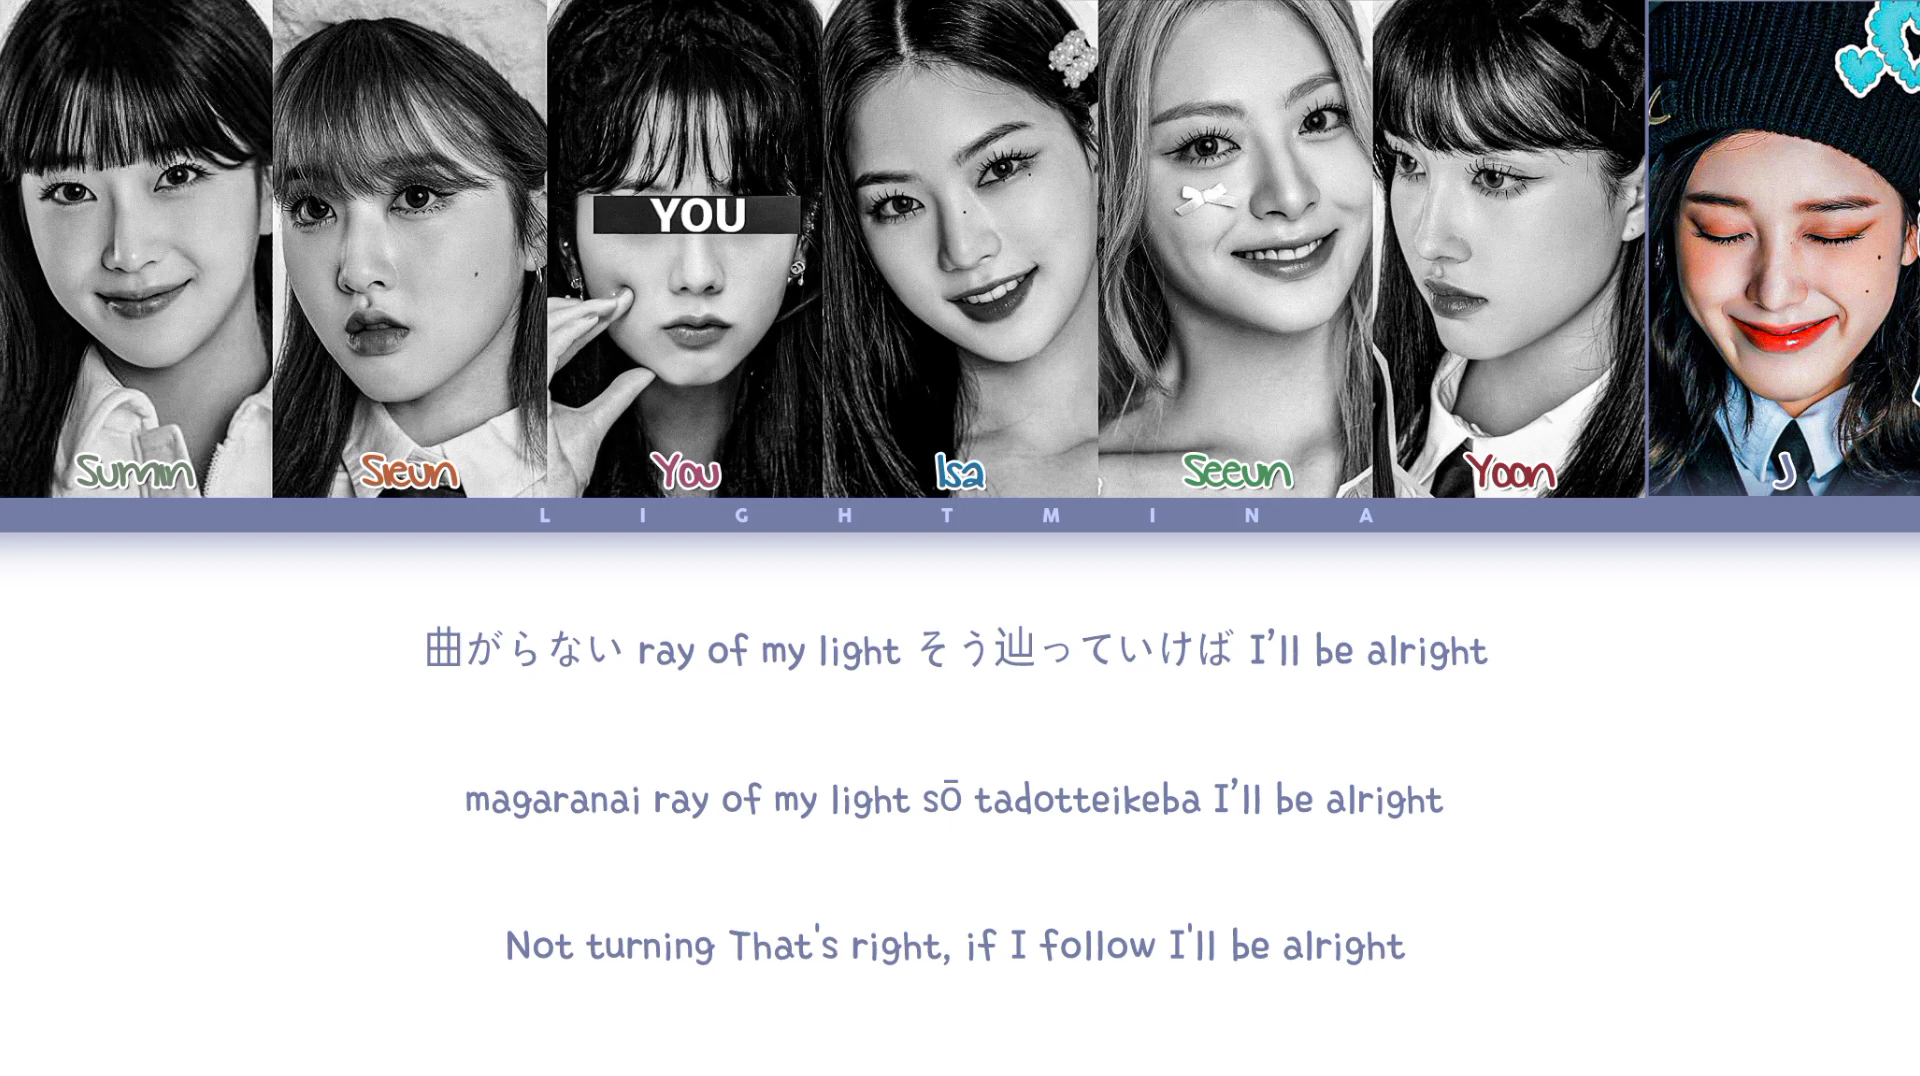 YOU
Sumin Sieun You Isa Seeun Yoon J
LIGHTMINA
曲がらない ray of my light そう辿っていけば I’ll be alright
magaranai ray of my light sō tadotteikeba I’ll be alright
Not turning That's right, if I follow I'll be alright